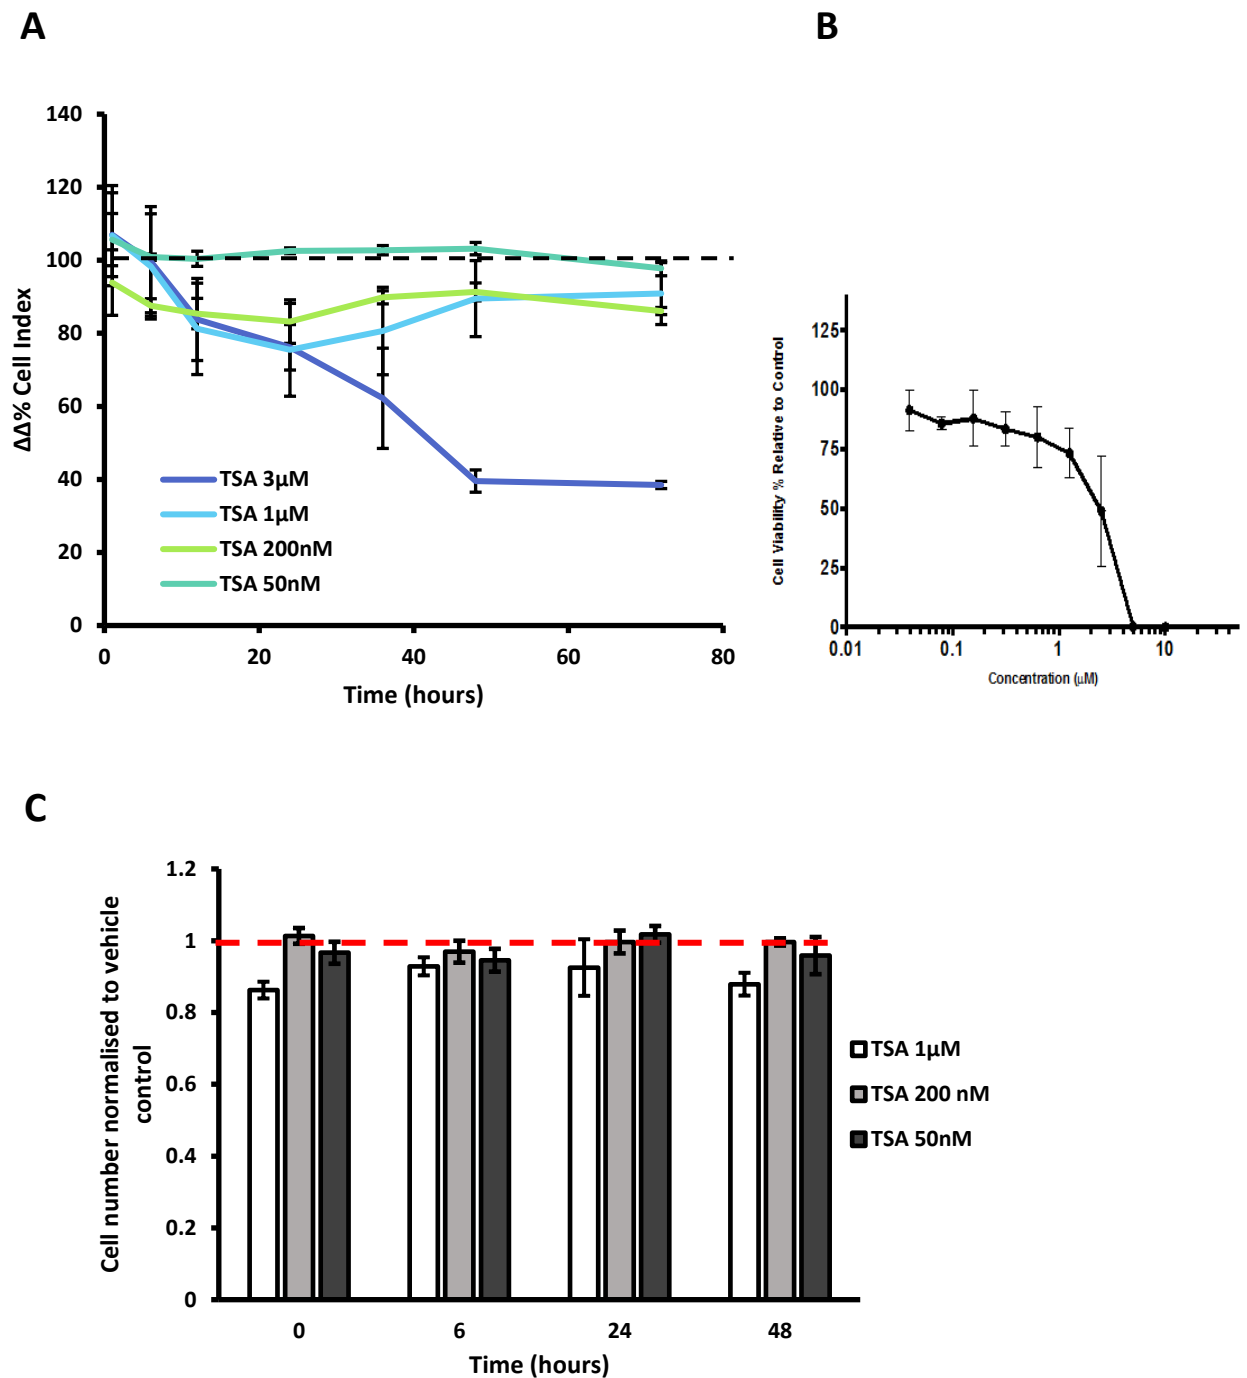 A
B
140
120
100
80
60
40
20
0
ΔΔ% Cell Index
TSA 3µM
TSA 1µM
TSA 200nM
TSA 50nM
0 20 40 60 80
Time (hours)
125
100
75
50
25
0
Cell Viability % Relative to Control
0.01 0.1 1 10
Concentration (µM)
C
1.2
1
0.8
0.6
0.4
0.2
0
Cell number normalised to vehicle
control
TSA 1µM
TSA 200 nM
TSA 50nM
0 6 24 48
Time (hours)